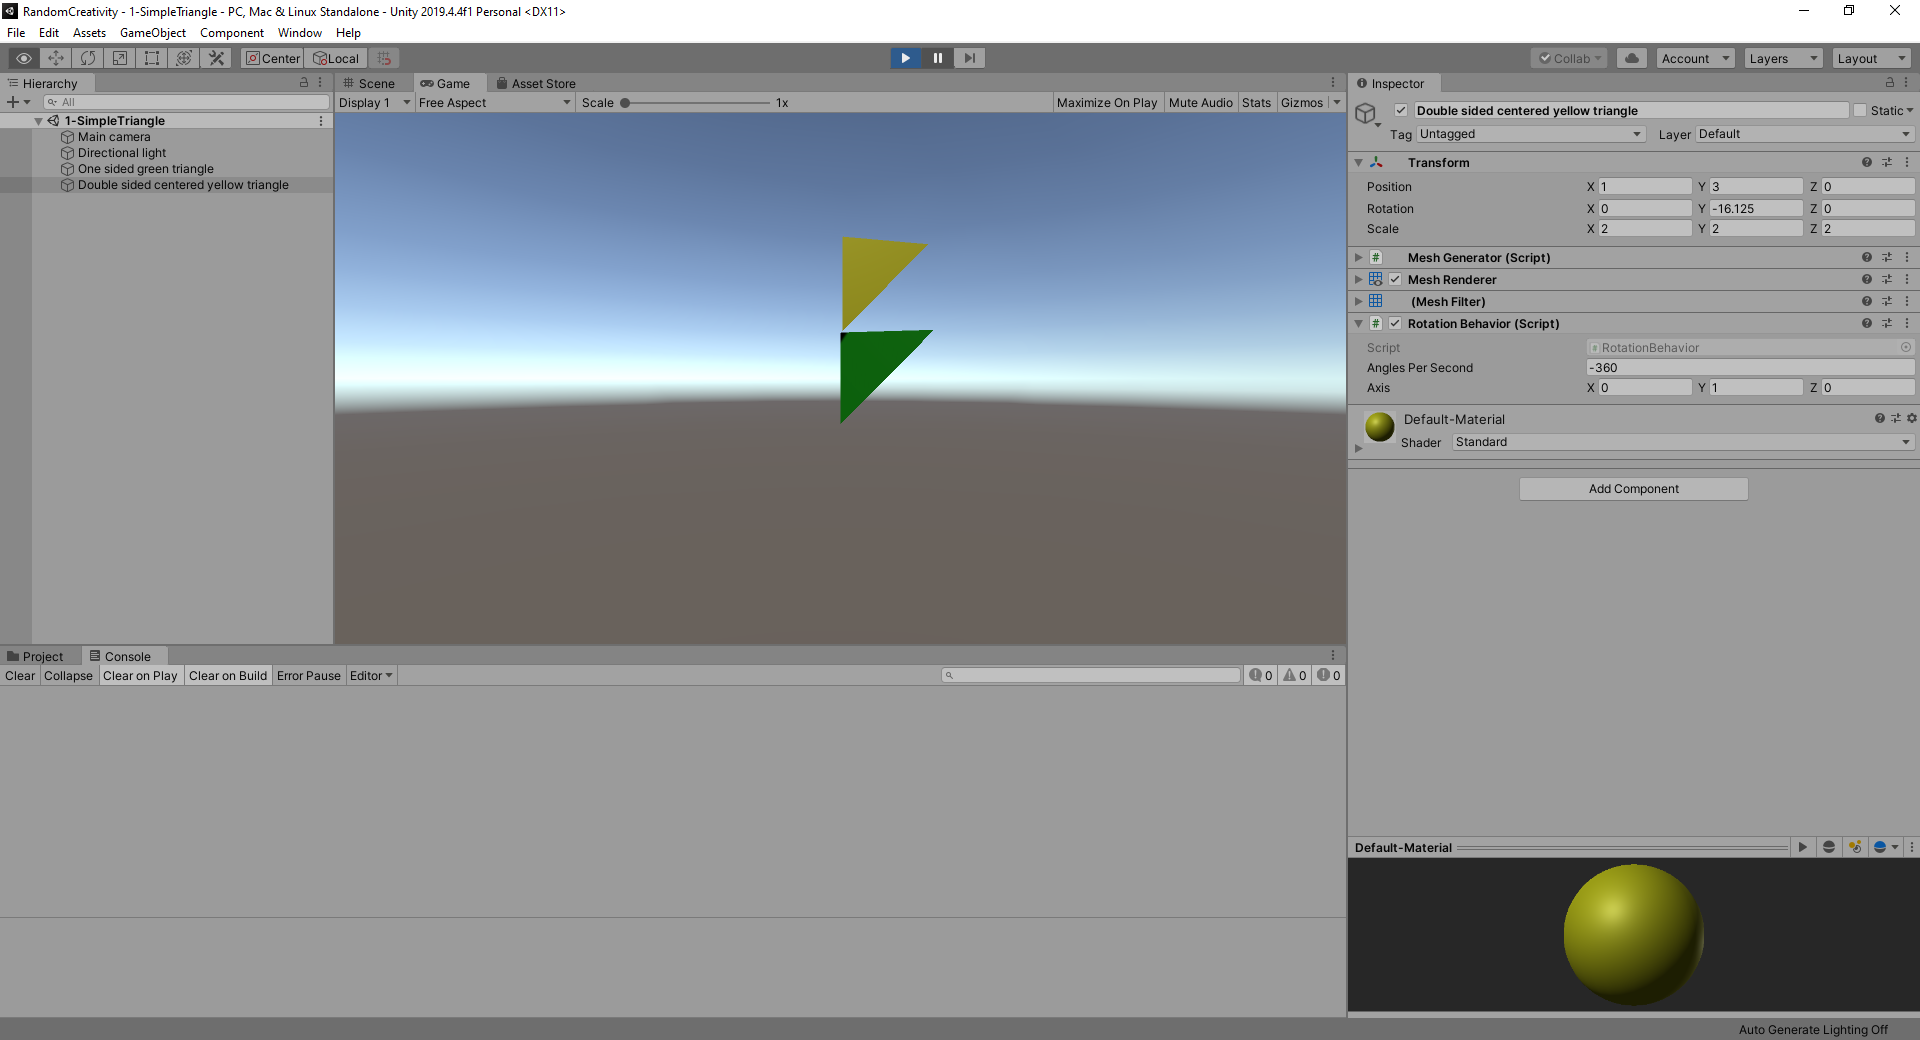 RandomCreativity - 1-SimpleTriangle - PC, Mac & Linux Standalone - Unity 2019.4.4f1 Personal <DX11>
File Edit Assets GameObject Component Window Help
Center Local Collab Account Layers Layout
Hierarchy
All
1-SimpleTriangle
Main camera
Directional light
One sided green triangle
Double sided centered yellow triangle
Scene Game Asset Store
Display 1 Free Aspect Scale 1x Maximize On Play Mute Audio Stats Gizmos
Inspector
Double sided centered yellow triangle Static
Tag Untagged Layer Default
Transform
Position X 1 Y 3 Z 0
Rotation X 0 Y -16.125 Z 0
Scale X 2 Y 2 Z 2
# Mesh Generator (Script)
Mesh Renderer
(Mesh Filter)
# Rotation Behavior (Script)
Script RotationBehavior
Angles Per Second -360
Axis X 0 Y 1 Z 0
Default-Material
Shader Standard
Add Component
Project Console
Clear Collapse Clear on Play Clear on Build Error Pause Editor 0 0 0
Default-Material
Auto Generate Lighting Off